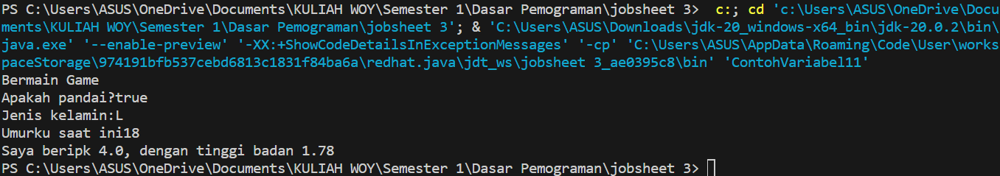 PS C:\Users\ASUS\OneDrive\Documents\KULIAH WOY\Semester 1\Dasar Pemograman\jobsheet 3>  c:; cd 'c:\Users\ASUS\OneDrive\Docu
ments\KULIAH WOY\Semester 1\Dasar Pemograman\jobsheet 3'; & 'C:\Users\ASUS\Downloads\jdk-20_windows-x64_bin\jdk-20.0.2\bin\
java.exe' '--enable-preview' '-XX:+ShowCodeDetailsInExceptionMessages' '-cp' 'C:\Users\ASUS\AppData\Roaming\Code\User\works
paceStorage\974191bfb537cebd6813c1831f84ba6a\redhat.java\jdt_ws\jobsheet 3_ae0395c8\bin' 'ContohVariabel11'
Bermain Game
Apakah pandai?true
Jenis kelamin:L
Umurku saat ini18
Saya beripk 4.0, dengan tinggi badan 1.78
PS C:\Users\ASUS\OneDrive\Documents\KULIAH WOY\Semester 1\Dasar Pemograman\jobsheet 3>